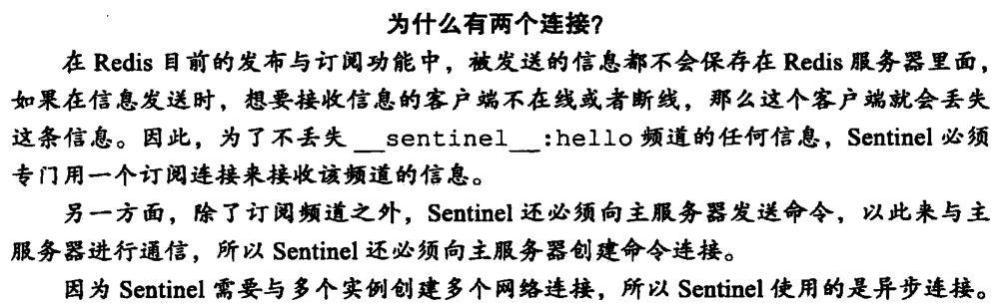 为什么有两个连接?
在 Redis 目前的发布与订阅功能中，被发送的信息都不会保存在 Redis 服务器里面，
如果在信息发送时，想要接收信息的客户端不在线或者断线，那么这个客户端就会丢失
这条信息。因此，为了不丢失 __sentinel__:hello 频道的任何信息，Sentinel 必须
专门用一个订阅连接来接收该频道的信息。
另一方面，除了订阅频道之外，Sentinel 还必须向主服务器发送命令，以此来与主
服务器进行通信，所以 Sentinel 还必须向主服务器创建命令连接。
因为 Sentinel 需要与多个实例创建多个网络连接，所以 Sentinel 使用的是异步连接。